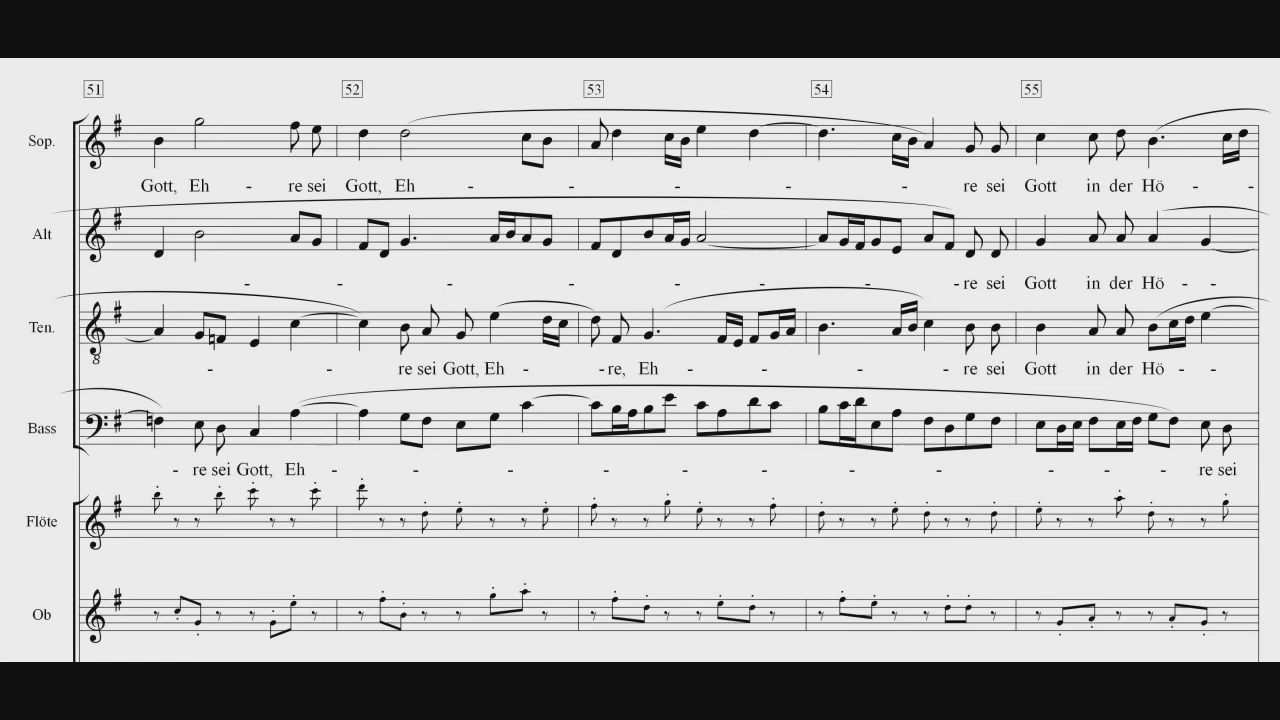 51 52 53 54 55
Sop.
Gott, Eh - re sei Gott, Eh - - - - - re sei Gott in der Hö - -
Alt
- - - - - - - - - re sei Gott in der Hö - -
Ten.
8
- - re sei Gott, Eh - - re, Eh - - - - re sei Gott in der Hö - -
Bass
- re sei Gott, Eh - - - - - - - - - - - - re sei
Flöte
Ob